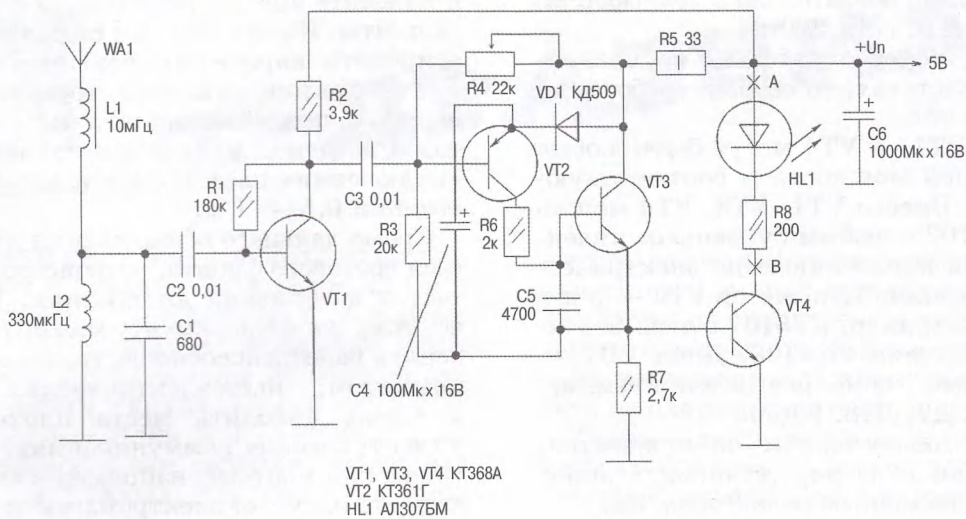 WA1
L1
10мГц
R1
180к
R2
3,9к
C3 0,01
C2 0,01
L2
330мкГц
C1
680
VT1
R3
20к
C4 100Мк х 16В
R4 22к
VD1 КД509
VT2
R6
2к
C5
4700
VT3
R7
2,7к
VT4
R5 33
+Un
5В
A
HL1
C6
1000Мк х 16В
R8
200
B
VT1, VT3, VT4 КТ368А
VT2 КТ361Г
HL1 АЛ307БМ